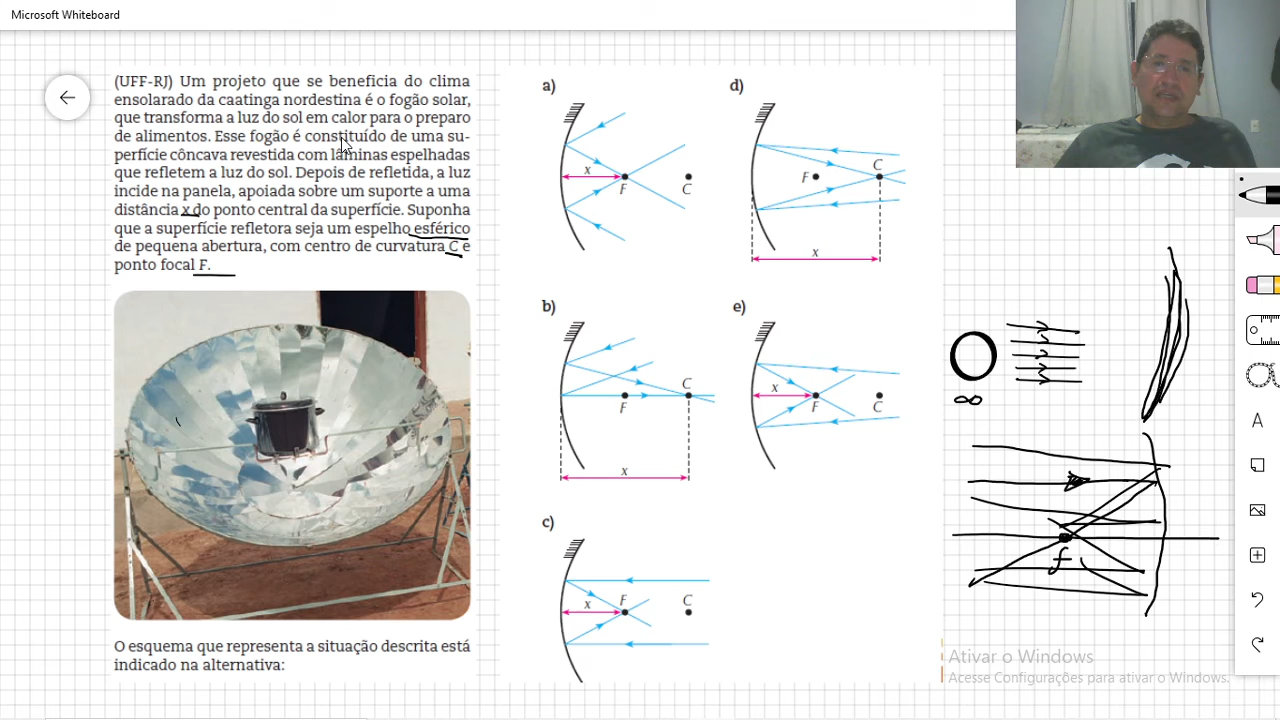 Microsoft Whiteboard
(UFF-RJ) Um projeto que se beneficia do clima
ensolarado da caatinga nordestina é o fogão solar,
que transforma a luz do sol em calor para o preparo
de alimentos. Esse fogão é constituído de uma su-
perfície côncava revestida com lâminas espelhadas
que refletem a luz do sol. Depois de refletida, a luz
incide na panela, apoiada sobre um suporte a uma
distância x do ponto central da superfície. Suponha
que a superfície refletora seja um espelho esférico
de pequena abertura, com centro de curvatura C e
ponto focal F.
O esquema que representa a situação descrita está
indicado na alternativa:
a)
x
F
C
b)
C
F
x
c)
x
F
C
d)
C
F
x
e)
x
F
C
∞
f
A
Ativar o Windows
Acesse Configurações para ativar o Windows.